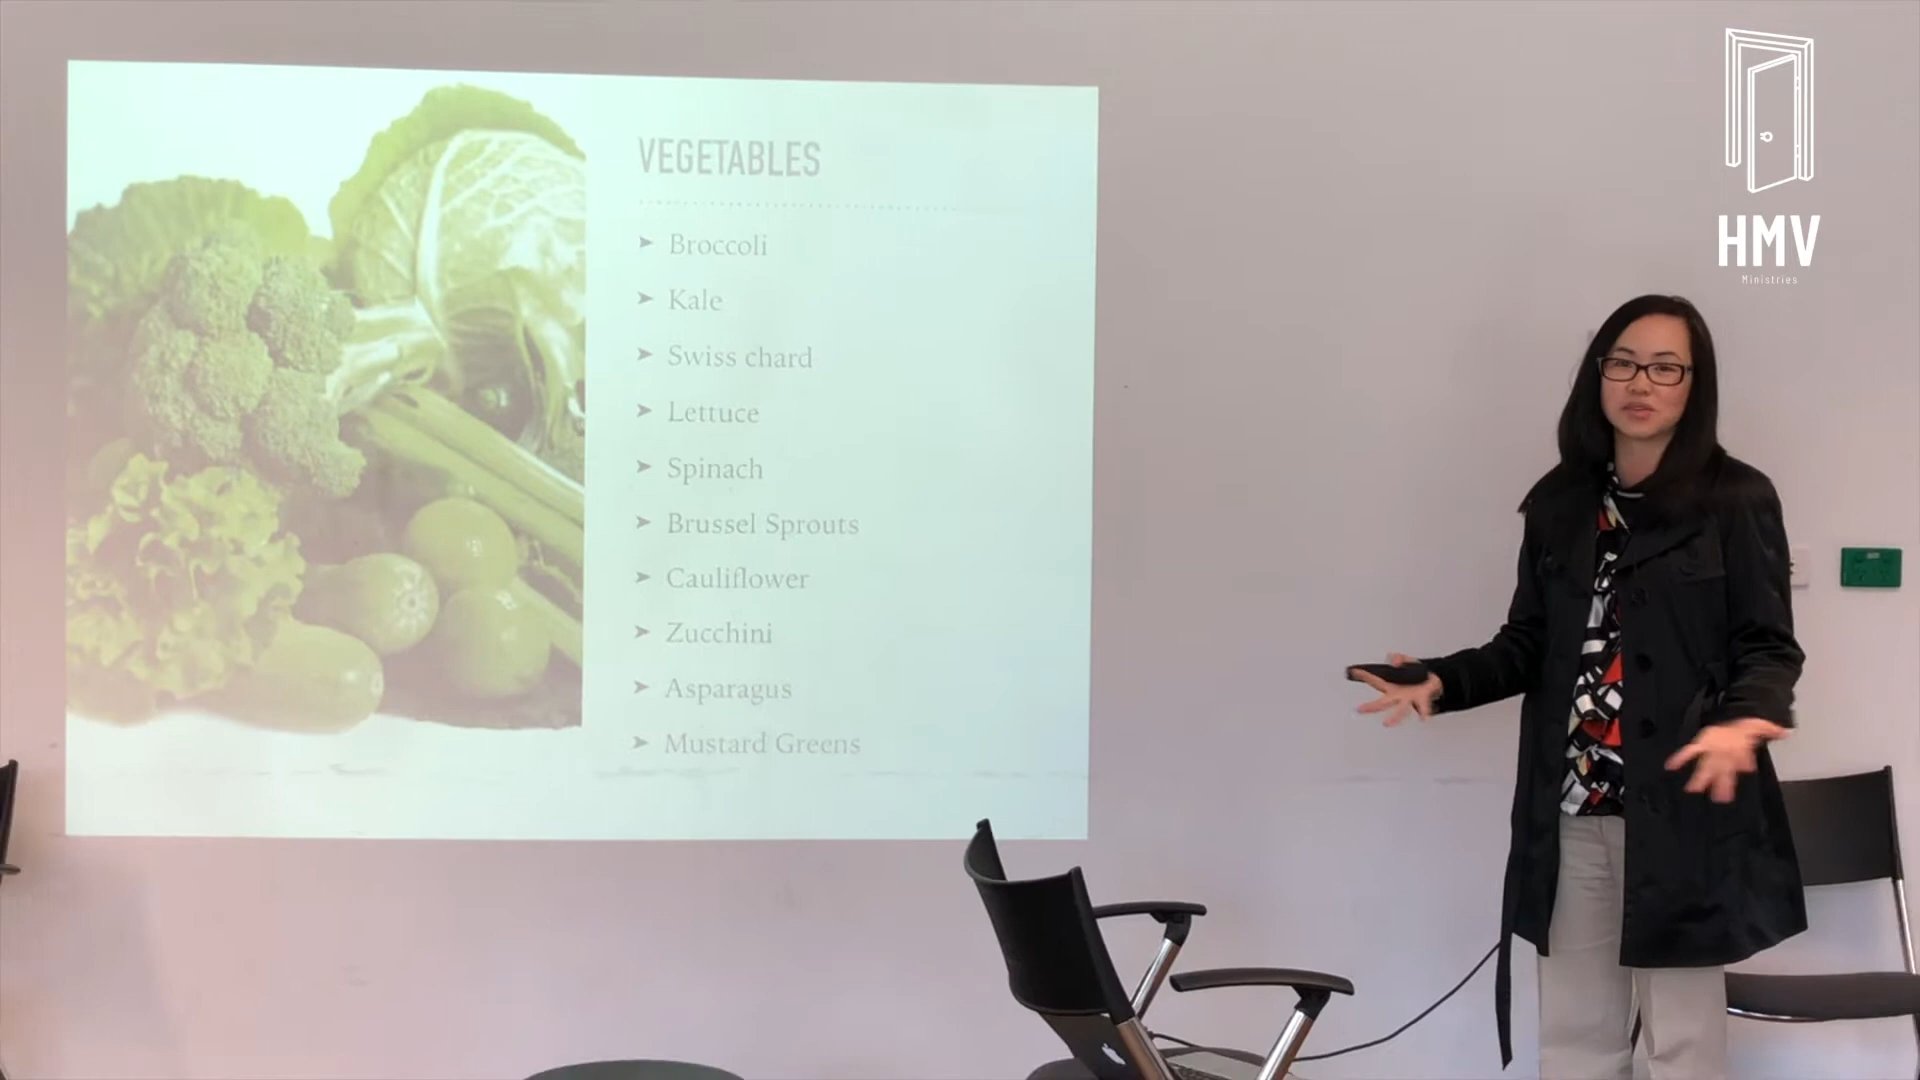 VEGETABLES
Broccoli
Kale
Swiss chard
Lettuce
Spinach
Brussel Sprouts
Cauliflower
Zucchini
Asparagus
Mustard Greens
HMV
Ministries